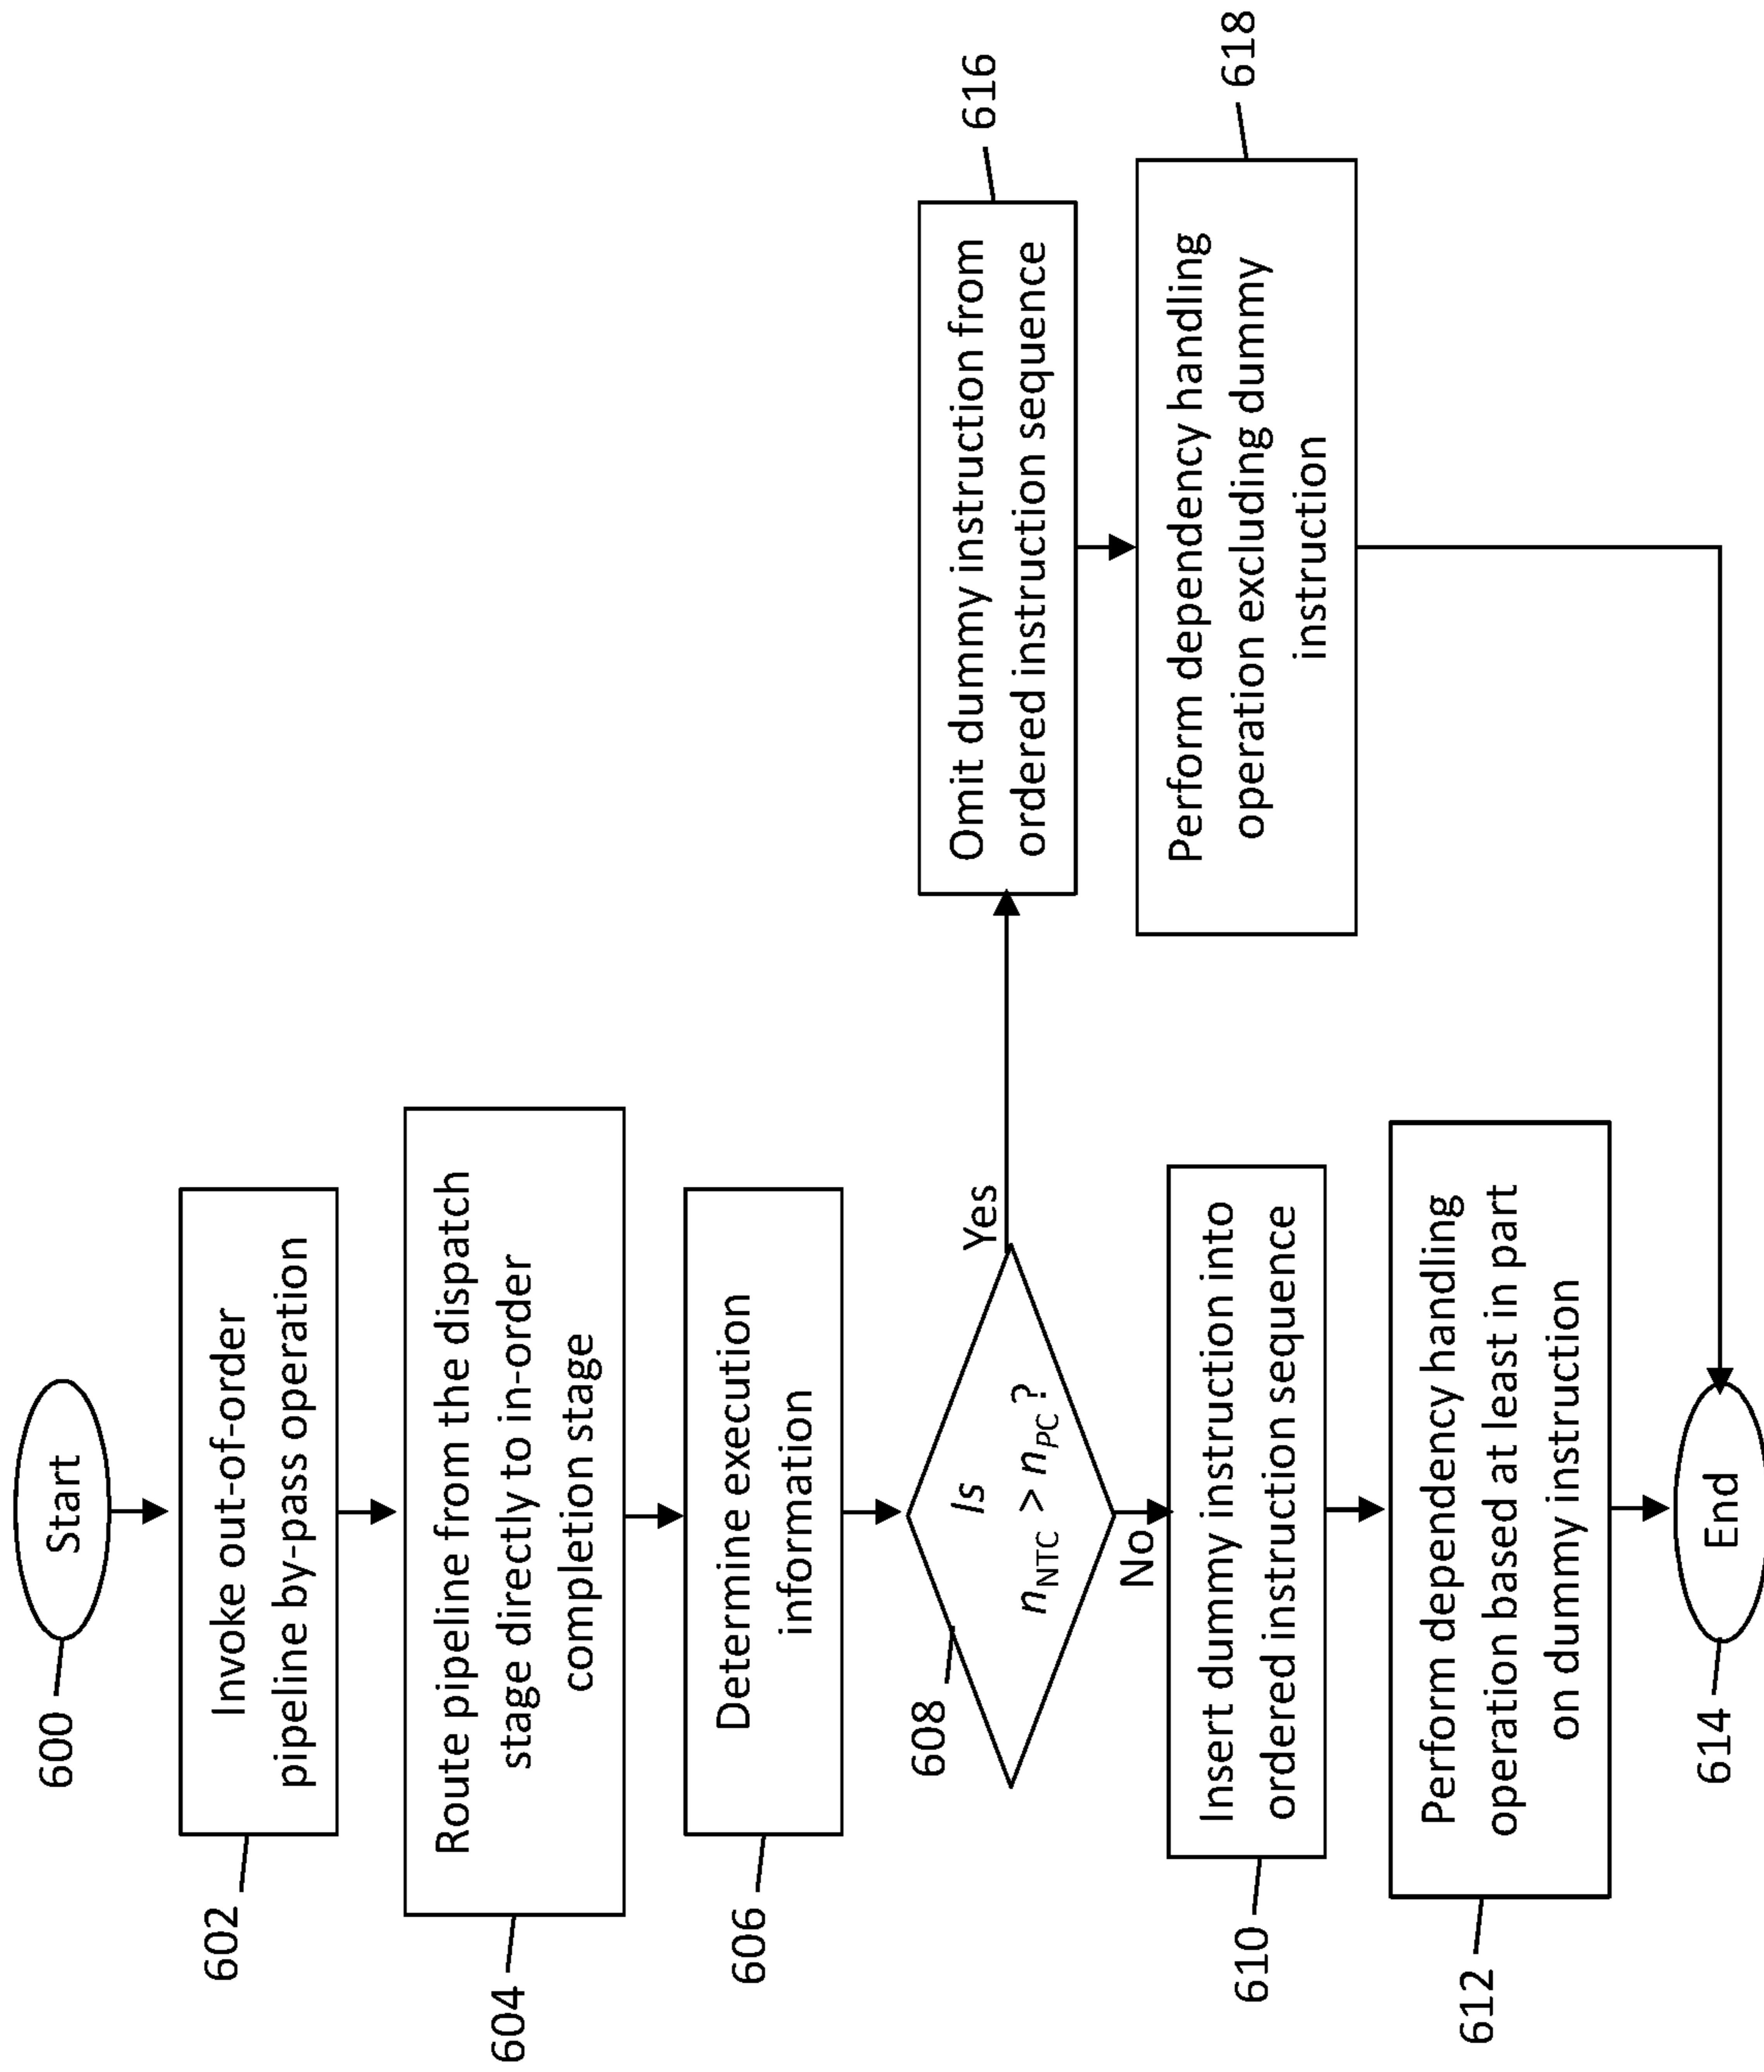 Start
600
Invoke out-of-order
pipeline by-pass operation
602
Route pipeline from the dispatch
stage directly to in-order
completion stage
604
Determine execution
information
606
Is
n_NTC > n_PC ?
608
Yes
No
Omit dummy instruction from
ordered instruction sequence
616
Perform dependency handling
operation excluding dummy
instruction
618
Insert dummy instruction into
ordered instruction sequence
610
Perform dependency handling
operation based at least in part
on dummy instruction
612
End
614